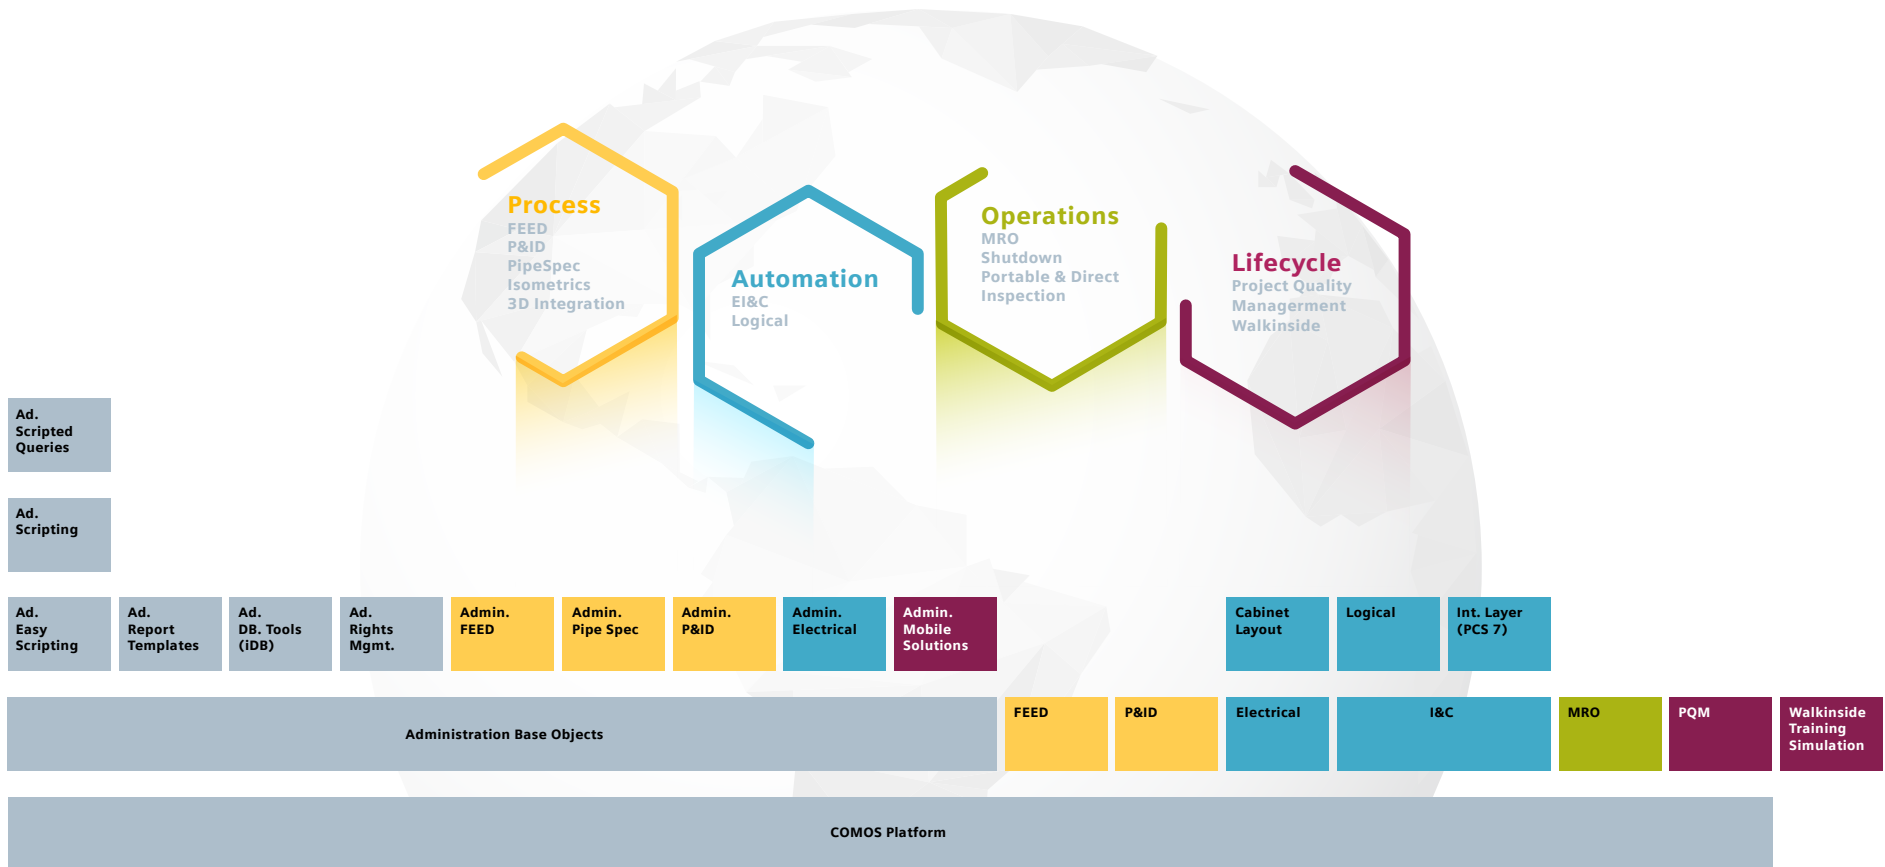 Process
FEED
P&ID
PipeSpec
Isometrics
3D Integration
Automation
EI&C
Logical
Operations
MRO
Shutdown
Portable & Direct
Inspection
Lifecycle
Project Quality
Managerment
Walkinside
Ad.
Scripted
Queries
Ad.
Scripting
Ad.
Easy
Scripting
Ad.
Report
Templates
Ad.
DB. Tools
(iDB)
Ad.
Rights
Mgmt.
Admin.
FEED
Admin.
Pipe Spec
Admin.
P&ID
Admin.
Electrical
Admin.
Mobile
Solutions
Cabinet
Layout
Logical
Int. Layer
(PCS 7)
Administration Base Objects
FEED
P&ID
Electrical
I&C
MRO
PQM
Walkinside
Training
Simulation
COMOS Platform